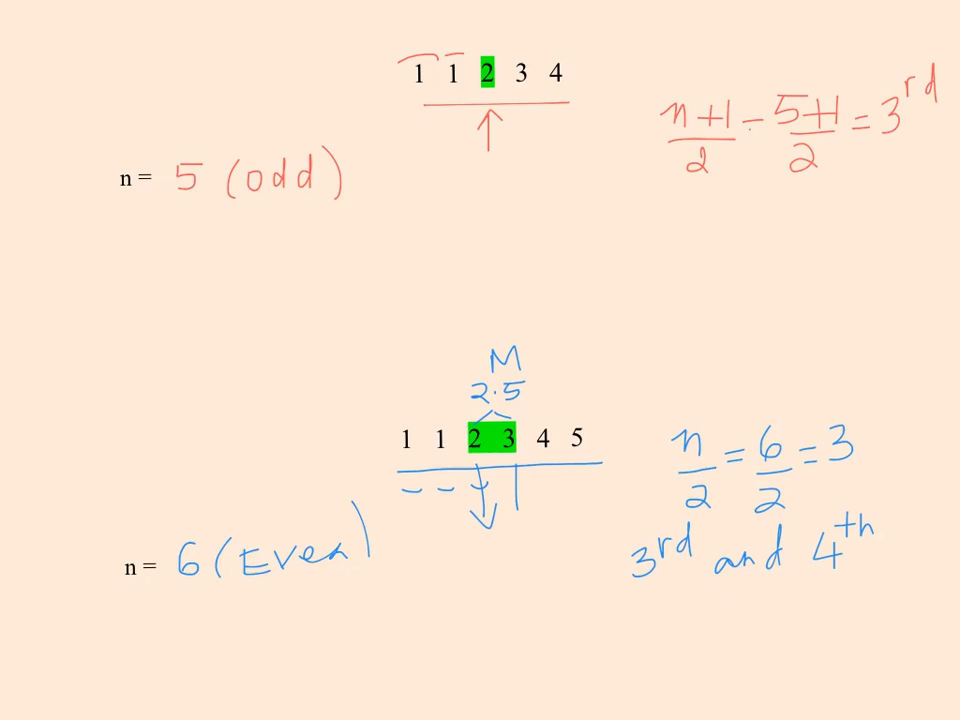 1 1 2 3 4
n+1/2 = 5+1/2 = 3rd
n = 5 (odd)
M
2.5
1 1 2 3 4 5
n/2 = 6/2 = 3
3rd and 4th
n = 6 (Even)